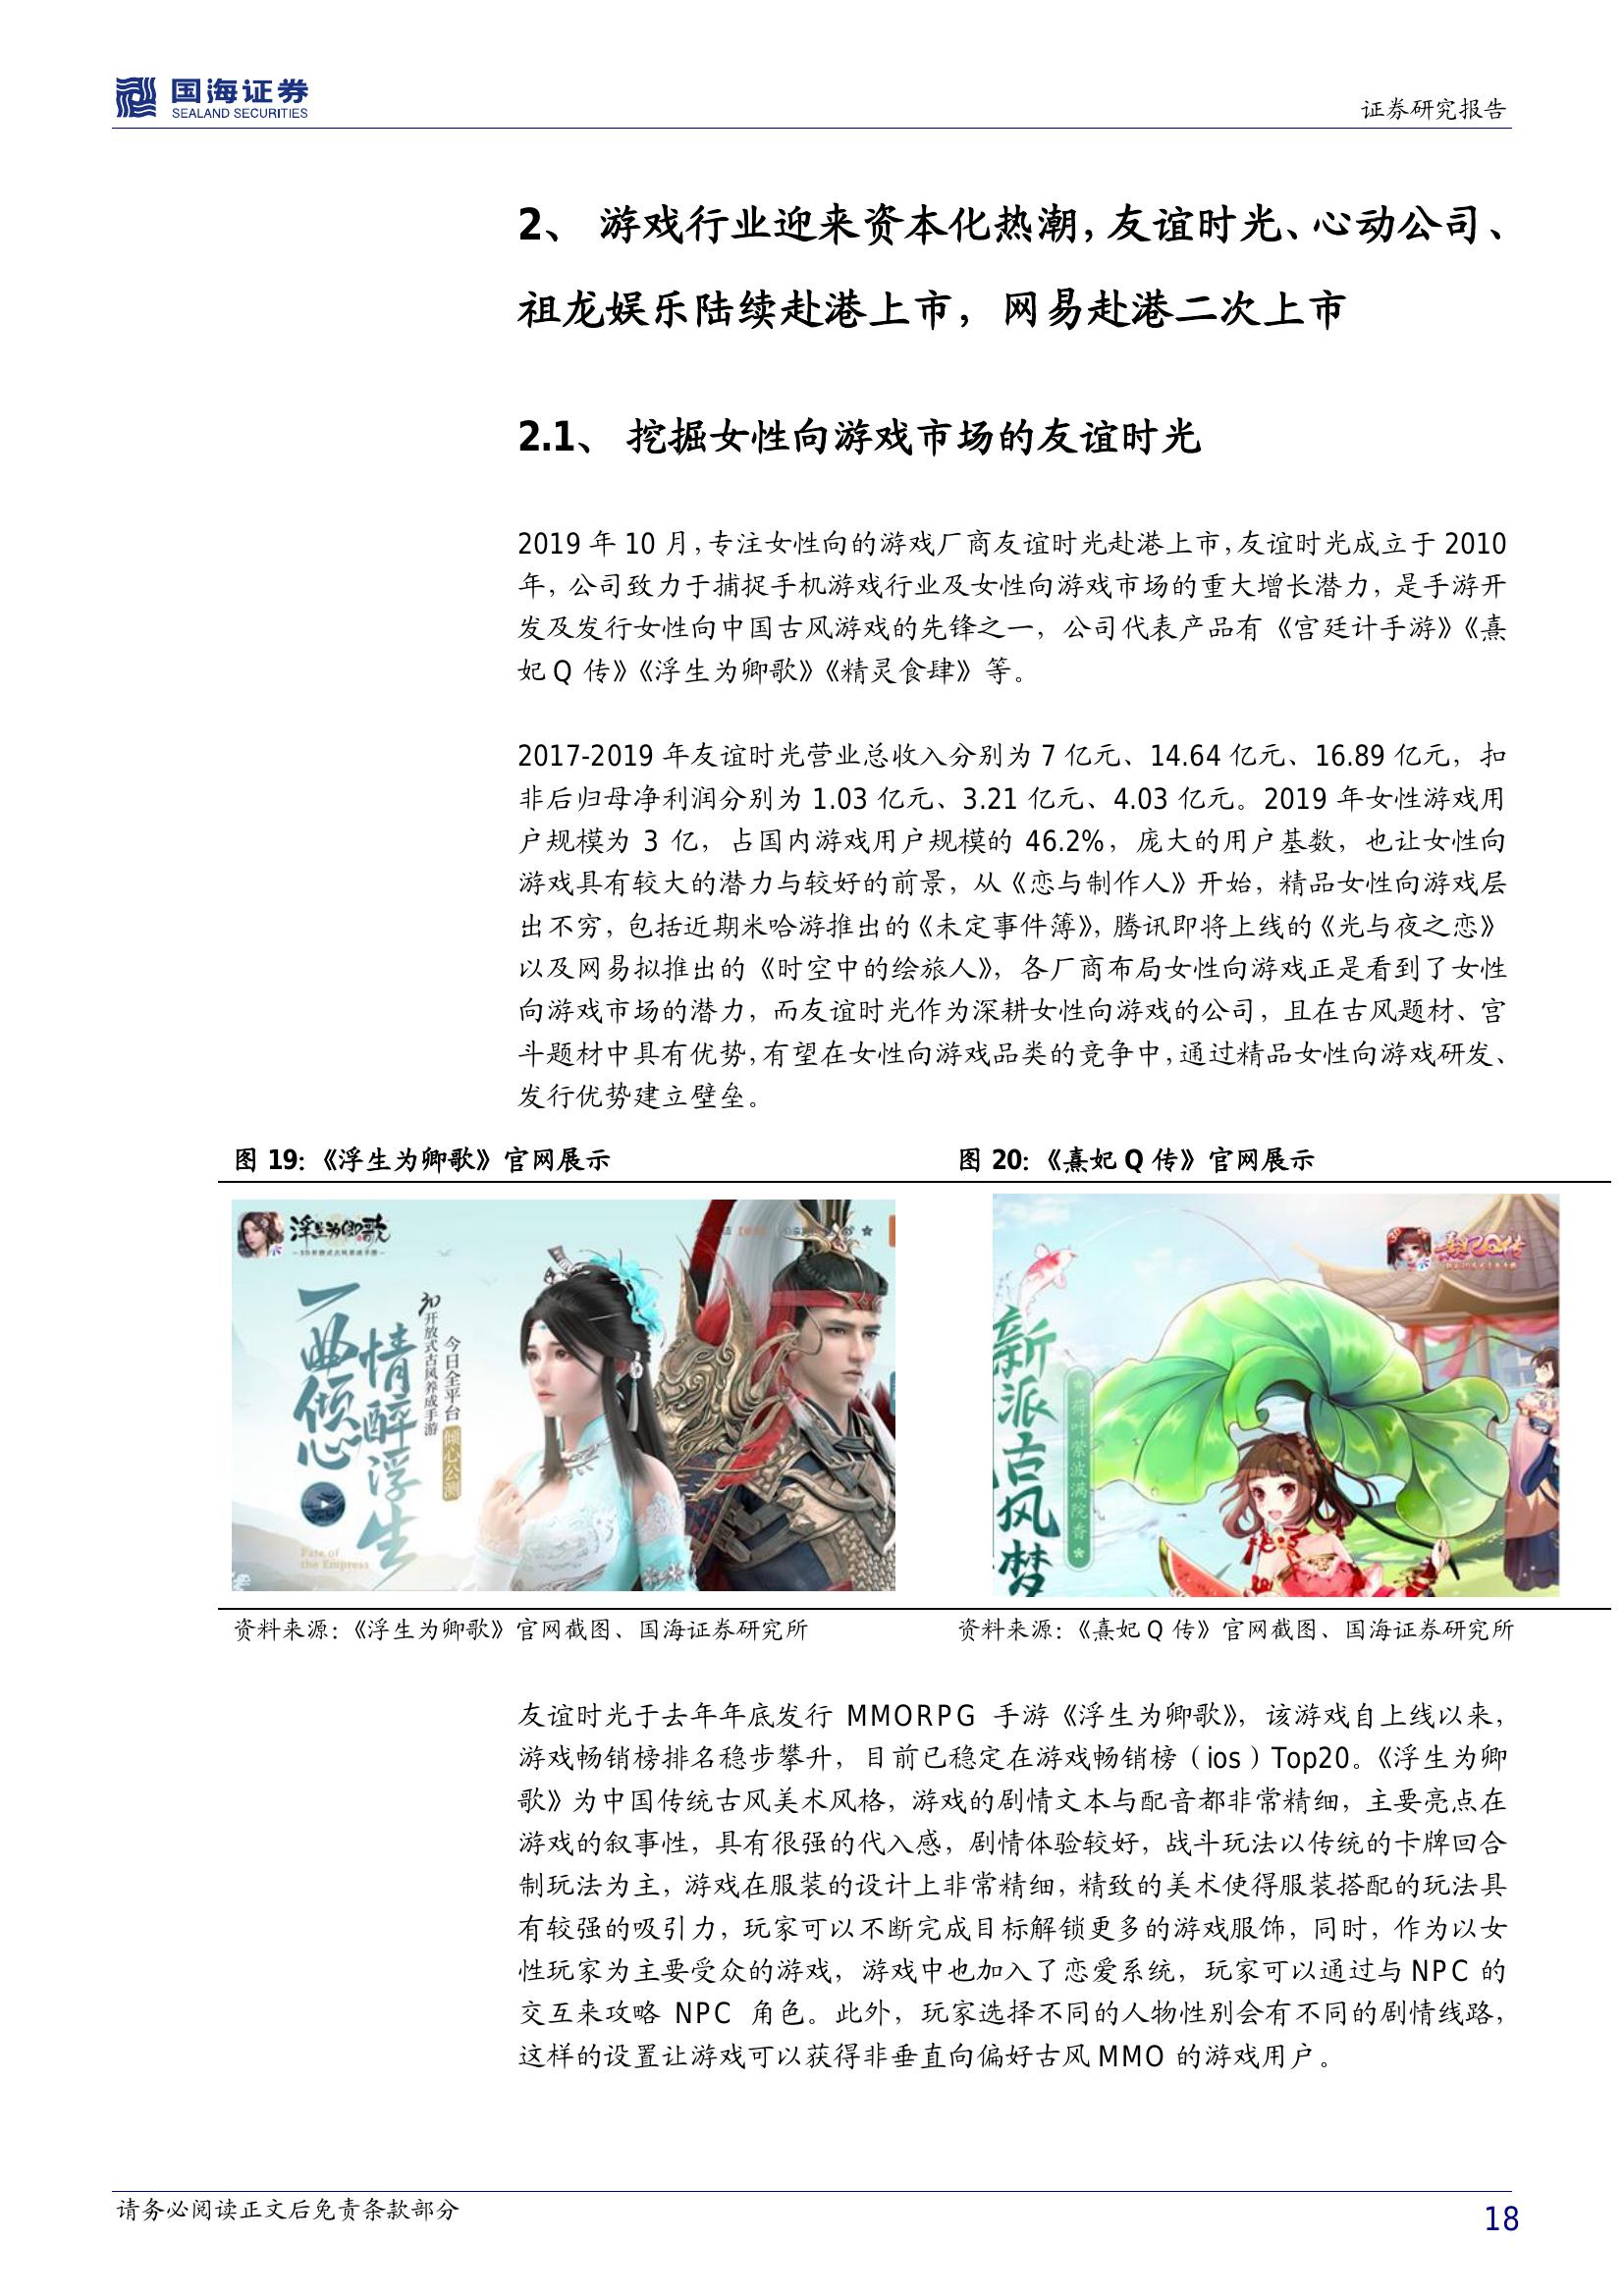 国海证券
SEALAND SECURITIES
证券研究报告
2、 游戏行业迎来资本化热潮，友谊时光、心动公司、
祖龙娱乐陆续赴港上市，网易赴港二次上市
2.1、 挖掘女性向游戏市场的友谊时光
2019 年 10 月，专注女性向的游戏厂商友谊时光赴港上市，友谊时光成立于 2010
年，公司致力于捕捉手机游戏行业及女性向游戏市场的重大增长潜力，是手游开
发及发行女性向中国古风游戏的先锋之一，公司代表产品有《宫廷计手游》《熹
妃 Q 传》《浮生为卿歌》《精灵食肆》等。
2017-2019 年友谊时光营业总收入分别为 7 亿元、14.64 亿元、16.89 亿元，扣
非后归母净利润分别为 1.03 亿元、3.21 亿元、4.03 亿元。2019 年女性游戏用
户规模为 3 亿，占国内游戏用户规模的 46.2%，庞大的用户基数，也让女性向
游戏具有较大的潜力与较好的前景，从《恋与制作人》开始，精品女性向游戏层
出不穷，包括近期米哈游推出的《未定事件簿》，腾讯即将上线的《光与夜之恋》
以及网易拟推出的《时空中的绘旅人》，各厂商布局女性向游戏正是看到了女性
向游戏市场的潜力，而友谊时光作为深耕女性向游戏的公司，且在古风题材、宫
斗题材中具有优势，有望在女性向游戏品类的竞争中，通过精品女性向游戏研发、
发行优势建立壁垒。
图 19：《浮生为卿歌》官网展示
图 20：《熹妃 Q 传》官网展示
浮生为卿歌
一曲倾心
情醉浮生
3D开放式古风养成手游
今日全平台
倾心公测
Fate of
the Empress
熹妃Q传
新派古风
梦
荷叶萦波满院香
资料来源：《浮生为卿歌》官网截图、国海证券研究所
资料来源：《熹妃 Q 传》官网截图、国海证券研究所
友谊时光于去年年底发行 MMORPG 手游《浮生为卿歌》，该游戏自上线以来，
游戏畅销榜排名稳步攀升，目前已稳定在游戏畅销榜（ios）Top20。《浮生为卿
歌》为中国传统古风美术风格，游戏的剧情文本与配音都非常精细，主要亮点在
游戏的叙事性，具有很强的代入感，剧情体验较好，战斗玩法以传统的卡牌回合
制玩法为主，游戏在服装的设计上非常精细，精致的美术使得服装搭配的玩法具
有较强的吸引力，玩家可以不断完成目标解锁更多的游戏服饰，同时，作为以女
性玩家为主要受众的游戏，游戏中也加入了恋爱系统，玩家可以通过与 NPC 的
交互来攻略 NPC 角色。此外，玩家选择不同的人物性别会有不同的剧情线路，
这样的设置让游戏可以获得非垂直向偏好古风 MMO 的游戏用户。
请务必阅读正文后免责条款部分
18